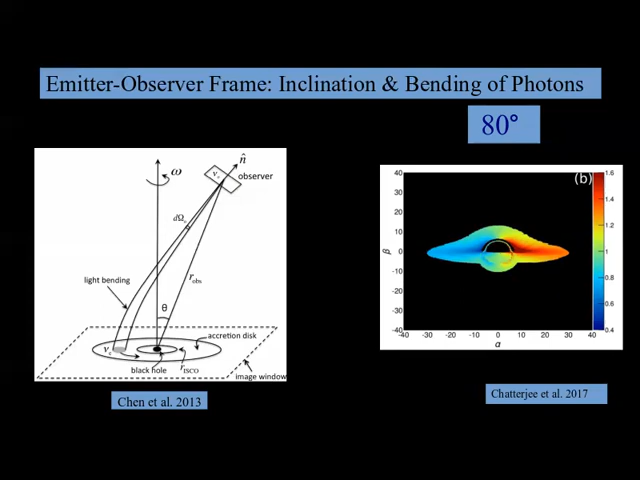 Emitter-Observer Frame: Inclination & Bending of Photons
80°
ω
n̂
νₒ
observer
dΩₒ
r_obs
light bending
θ
accretion disk
νₑ
black hole
r_ISCO
image window
Chen et al. 2013
(b)
40
30
20
10
0
-10
-20
-30
-40
β
-40 -30 -20 -10 0 10 20 30 40
α
1.6
1.4
1.2
1
0.8
0.6
0.4
Chatterjee et al. 2017